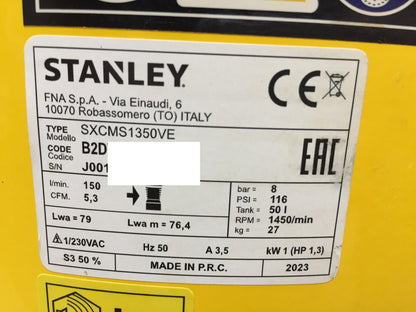 STANLEY
CE
FNA S.p.A. - Via Einaudi, 6
10070 Robassomero (TO) ITALY
TYPE Modello SXCMS1350VE
CODE Codice B2D
S/N J001
EAC
l/min. 150
CFM. 5,3
bar = 8
PSI = 116
Tank = 50 l
RPM = 1450/min
kg = 27
Lwa = 79 Lwa m = 76,4
1/230VAC Hz 50 A 3,5 kW 1 (HP 1,3)
S3 50 % MADE IN P.R.C. 2023